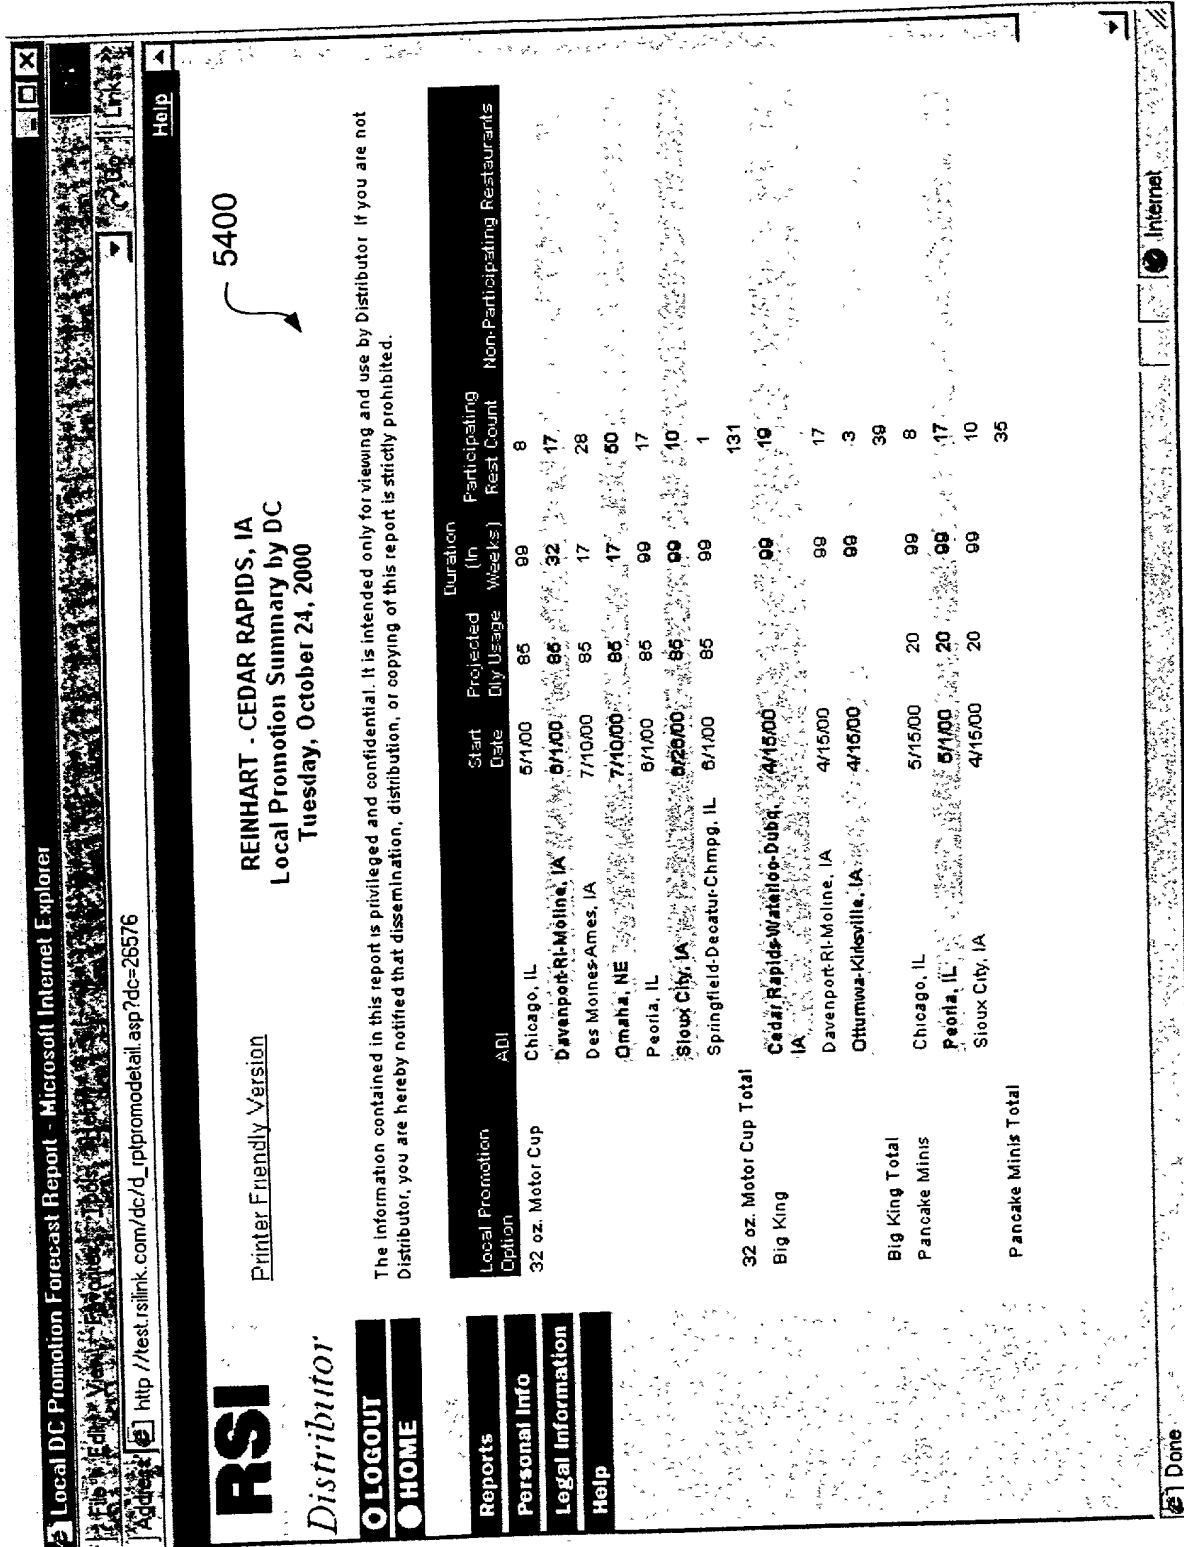 Local DC Promotion Forecast Report - Microsoft Internet Explorer
File Edit View Favorites Tools Help
Address http //test.rsilink.com/dc/d_rptpromodetail.asp?dc=26576 Go Links »
Help
RSI
Distributor
LOGOUT
HOME
Reports
Personal Info
Legal Information
Help
Printer Friendly Version
REINHART - CEDAR RAPIDS, IA
Local Promotion Summary by DC
Tuesday, October 24, 2000
5400
The information contained in this report is privileged and confidential. It is intended only for viewing and use by Distributor If you are not
Distributor, you are hereby notified that dissemination, distribution, or copying of this report is strictly prohibited.
Local Promotion Option ADI Start Date Projected Dly Usage Duration (In Weeks) Participating Rest Count Non-Participating Restaurants
32 oz. Motor Cup Chicago, IL 5/1/00 85 99 8
Davenport-RI-Moline, IA 6/1/00 85 32 17
Des Moines-Ames, IA 7/10/00 85 17 28
Omaha, NE 7/10/00 85 17 50
Peoria, IL 6/1/00 85 99 17
Sioux City, IA 85 99 10
Springfield-Decatur-Chmpg, IL 6/1/00 85 99 1
32 oz. Motor Cup Total 131
Big King Cedar Rapids-Waterloo-Dubq, IA 4/15/00 99 19
Davenport-RI-Moline, IA 4/15/00 99 17
Ottumwa-Kirksville, IA 4/15/00 99 3
Big King Total 39
Pancake Minis Chicago, IL 5/15/00 20 99 8
Peoria, IL 5/1/00 20 99 17
Sioux City, IA 4/15/00 20 99 10
Pancake Minis Total 35
Done
Internet